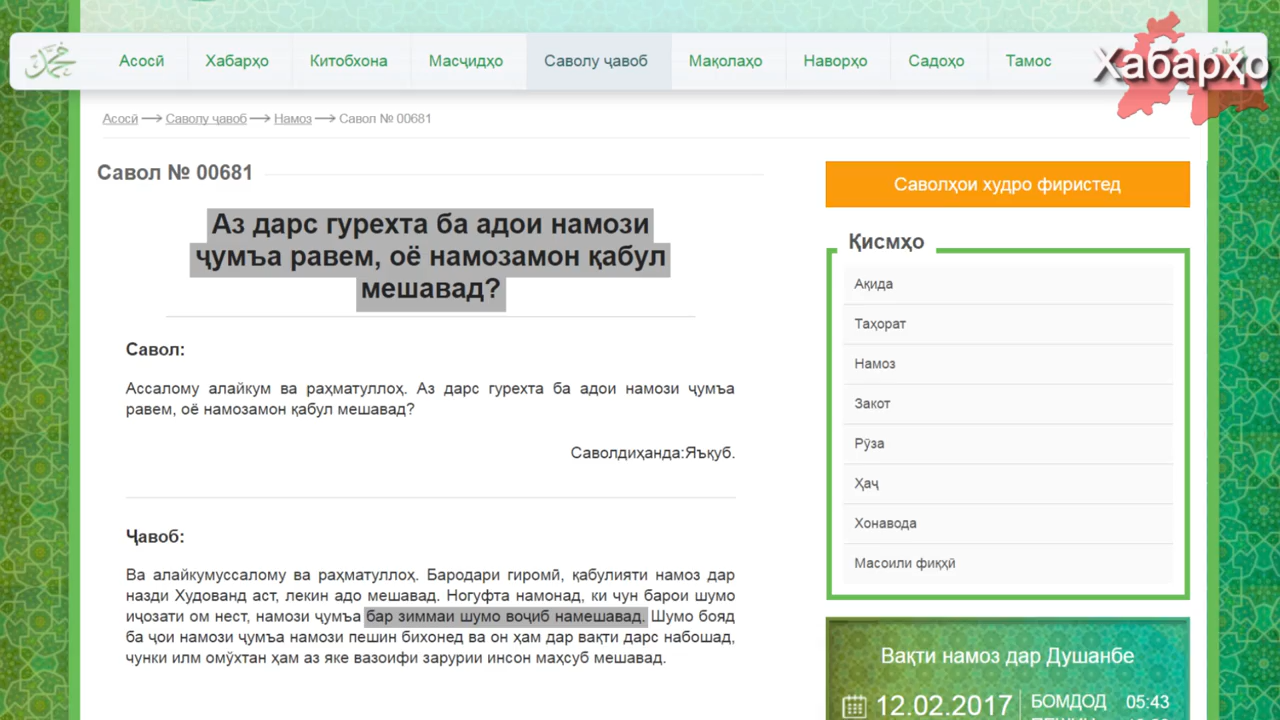 Асосӣ Хабарҳо Китобхона Масҷидҳо Саволу ҷавоб Мақолаҳо Наворҳо Садоҳо Тамос
Хабарҳо
Асосӣ → Саволу ҷавоб → Намоз → Савол № 00681
Савол № 00681
Аз дарс гурехта ба адои намози
ҷумъа равем, оё намозамон қабул
мешавад?
Савол:
Ассалому алайкум ва раҳматуллоҳ. Аз дарс гурехта ба адои намози ҷумъа
равем, оё намозамон қабул мешавад?
Саволдиҳанда:Яъқуб.
Ҷавоб:
Ва алайкумуссалому ва раҳматуллоҳ. Бародари гиромӣ, қабулияти намоз дар
назди Худованд аст, лекин адо мешавад. Ногуфта намонад, ки чун барои шумо
иҷозати ом нест, намози ҷумъа бар зиммаи шумо воҷиб намешавад. Шумо бояд
ба ҷои намози ҷумъа намози пешин бихонед ва он ҳам дар вақти дарс набошад,
чунки илм омӯхтан ҳам аз яке вазоифи зарурии инсон маҳсуб мешавад.
Саволҳои худро фиристед
Қисмҳо
Ақида
Таҳорат
Намоз
Закот
Рӯза
Ҳаҷ
Хонавода
Масоили фиқҳӣ
Вақти намоз дар Душанбе
12.02.2017 БОМДОД 05:43